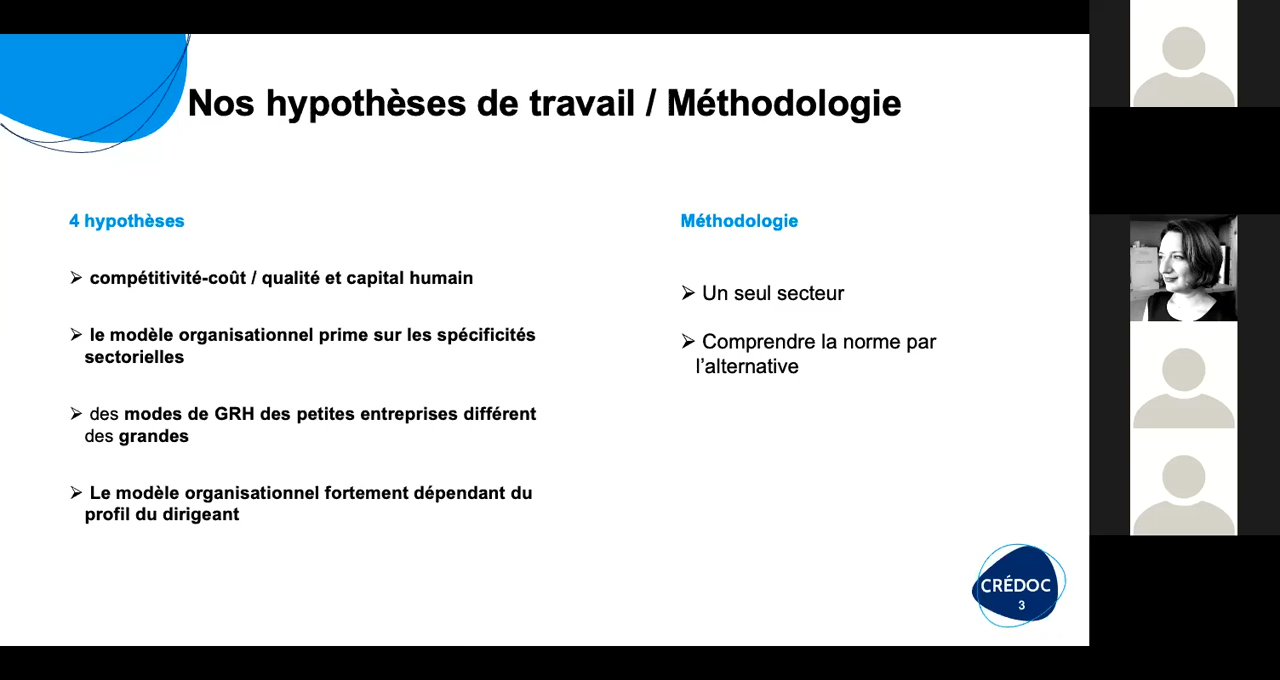 Nos hypothèses de travail / Méthodologie
4 hypothèses
➢ compétitivité-coût / qualité et capital humain
➢ le modèle organisationnel prime sur les spécificités
sectorielles
➢ des modes de GRH des petites entreprises différent
des grandes
➢ Le modèle organisationnel fortement dépendant du
profil du dirigeant
Méthodologie
➢ Un seul secteur
➢ Comprendre la norme par
l’alternative
CRÉDOC
3